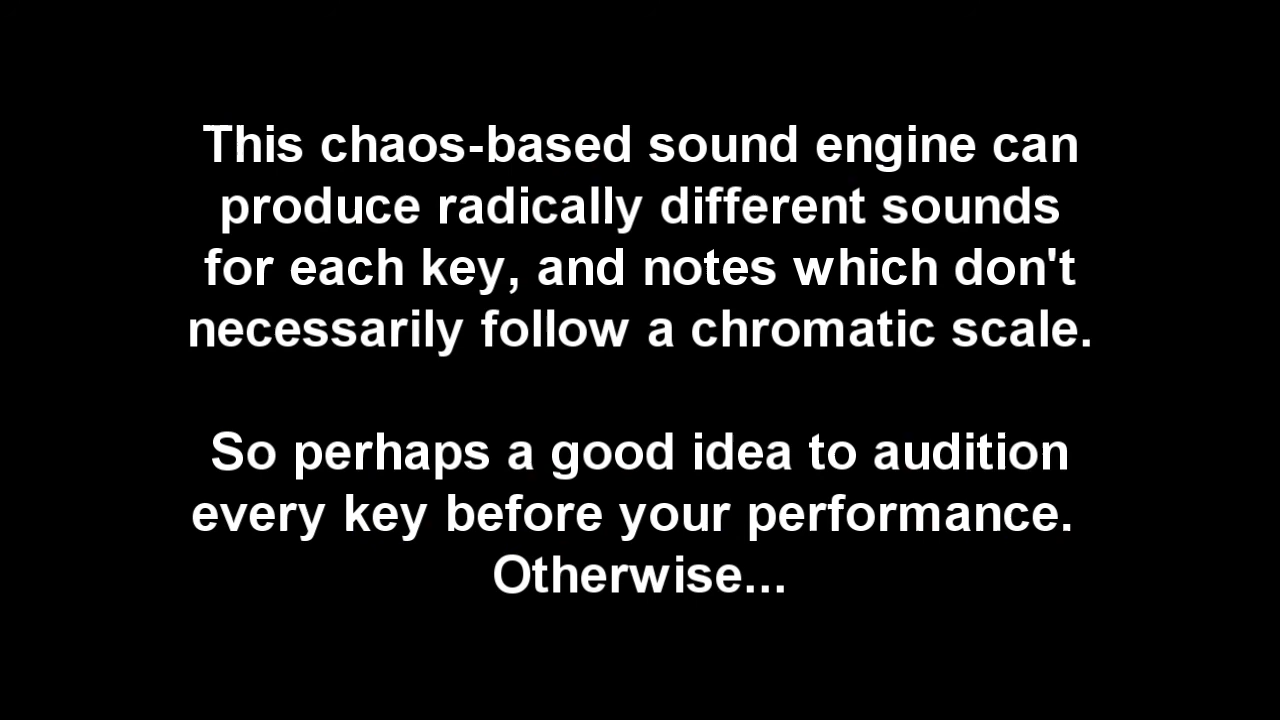 This chaos-based sound engine can
produce radically different sounds
for each key, and notes which don't
necessarily follow a chromatic scale.
So perhaps a good idea to audition
every key before your performance.
Otherwise...